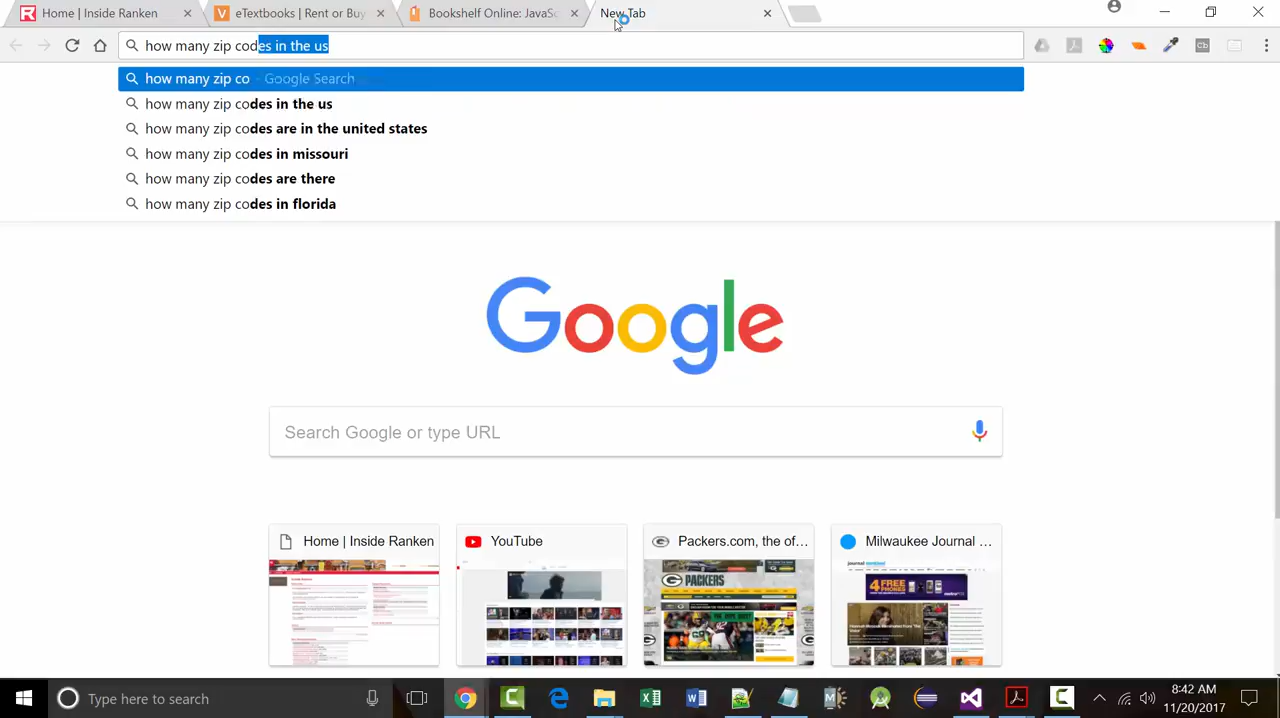 Home | Inside Ranken
eTextbooks | Rent or Buy
Bookshelf Online: JavaSc
New Tab
how many zip codes in the us
how many zip co - Google Search
how many zip codes in the us
how many zip codes are in the united states
how many zip codes in missouri
how many zip codes are there
how many zip codes in florida
Google
Search Google or type URL
Home | Inside Ranken
YouTube
Packers.com, the of...
Milwaukee Journal ...
PACKERS
4 FREE
PHONES
Type here to search
8:42 AM
11/20/2017